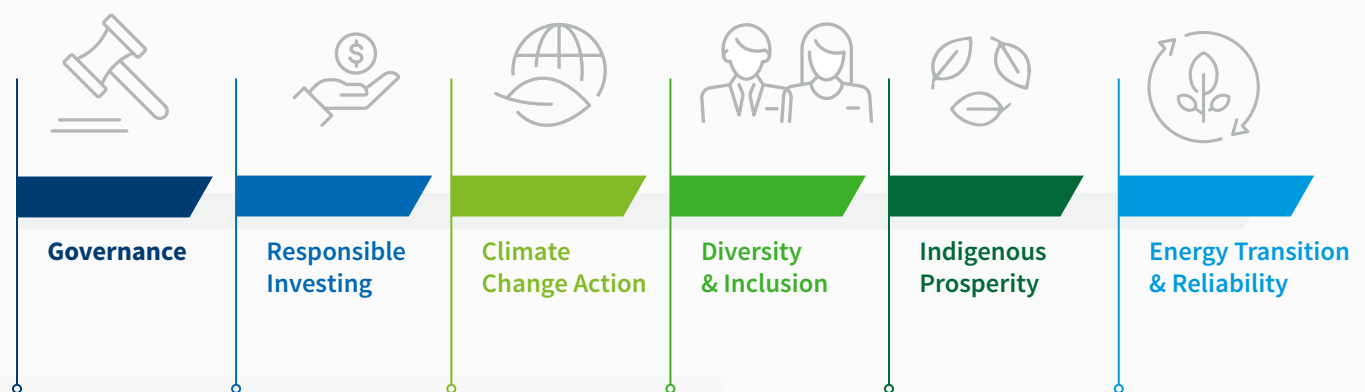 $
Governance
Responsible
Investing
Climate
Change Action
Diversity
& Inclusion
Indigenous
Prosperity
Energy Transition
& Reliability